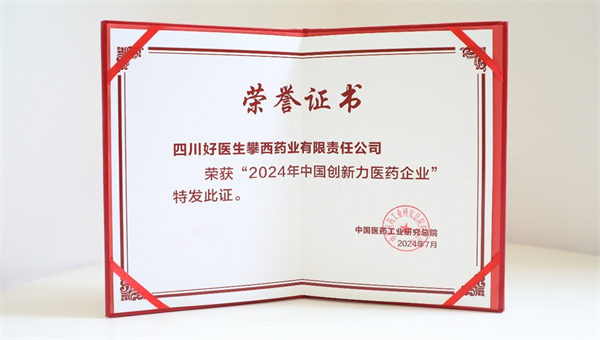 荣誉证书
四川好医生攀西药业有限责任公司
荣获“2024年中国创新力医药企业”
特发此证。
中国医药工业研究总院
2024年7月